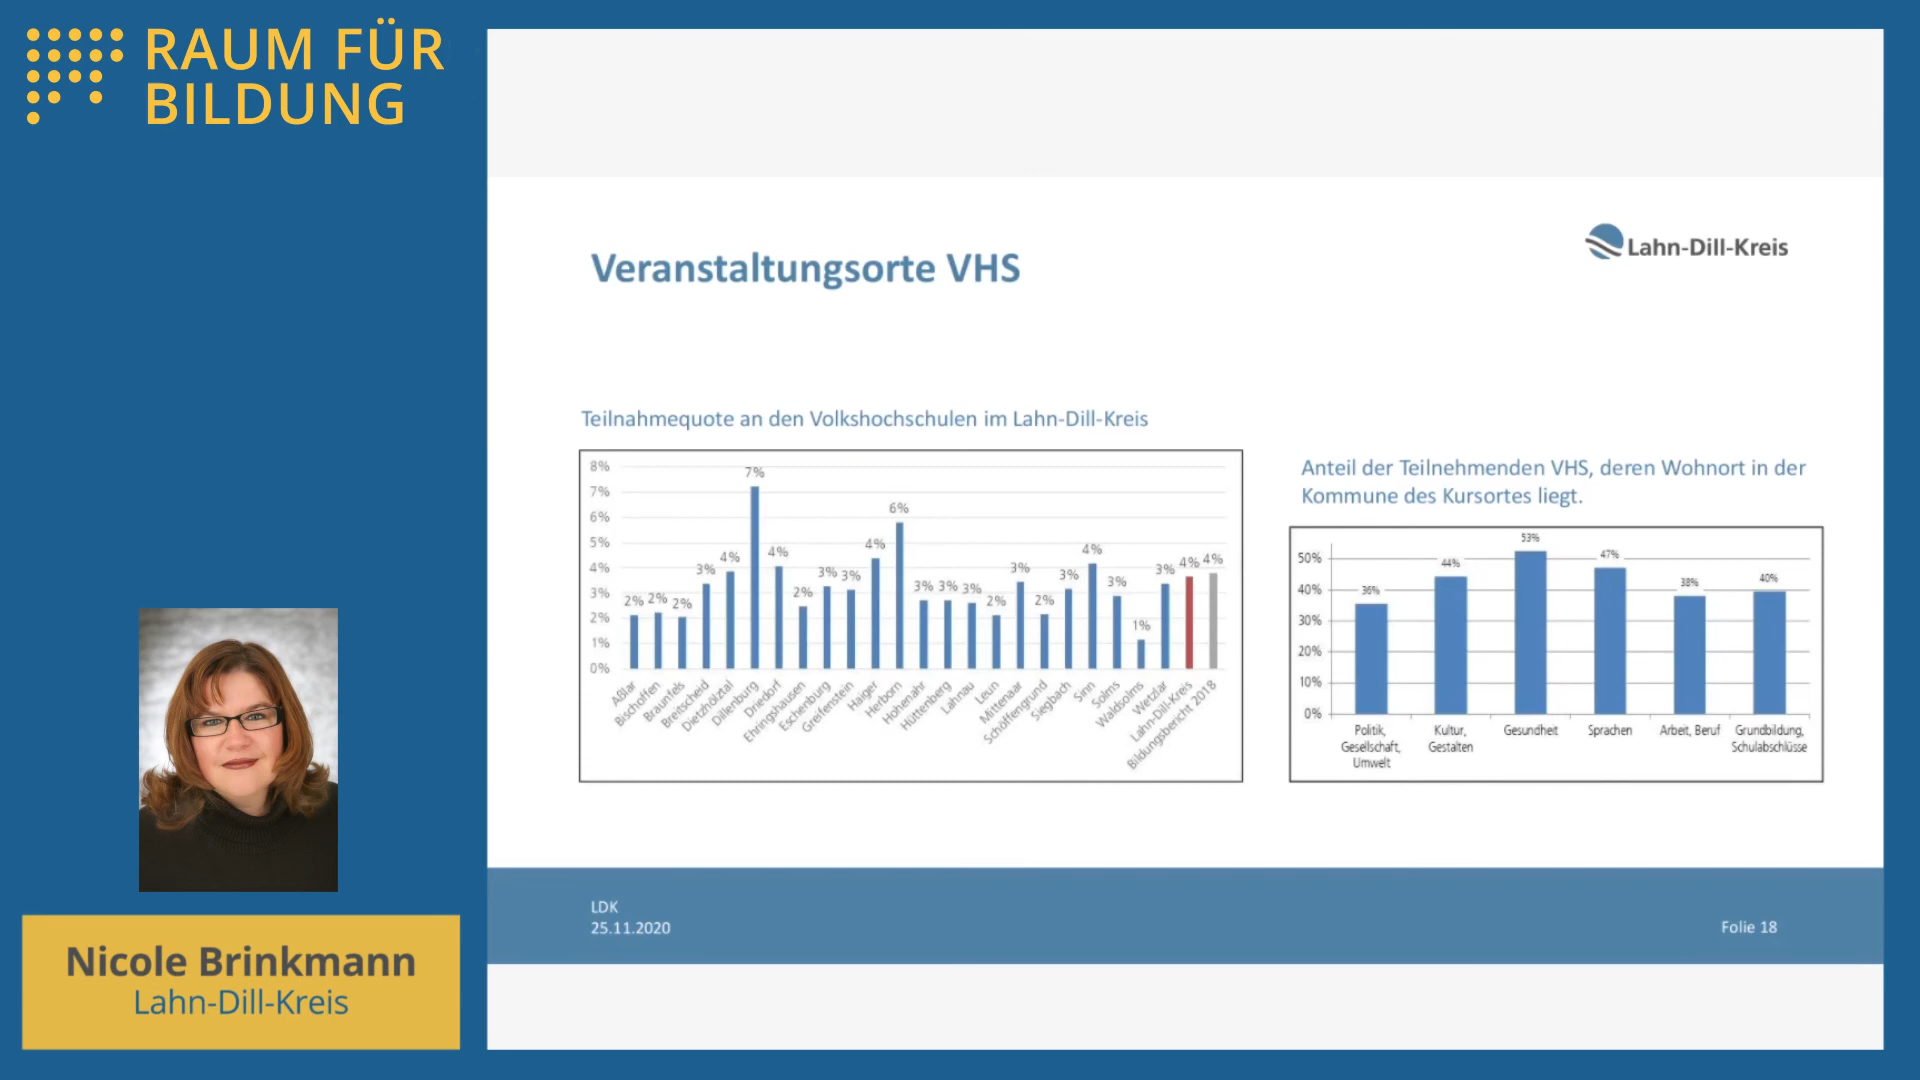 RAUM FÜR
BILDUNG
Veranstaltungsorte VHS
Lahn-Dill-Kreis
Teilnahmequote an den Volkshochschulen im Lahn-Dill-Kreis
8%
7%
6%
5%
4%
3%
2%
1%
0%
2% 2% 2% 3% 4% 7% 4% 2% 3% 3% 4% 6% 3% 3% 3% 2% 3% 2% 3% 4% 3% 1% 3% 4% 4%
Aßlar
Bischoffen
Braunfels
Breitscheid
Dietzhölztal
Dillenburg
Driedorf
Ehringshausen
Eschenburg
Greifenstein
Haiger
Herborn
Hohenahr
Hüttenberg
Lahnau
Leun
Mittenaar
Schöffengrund
Siegbach
Sinn
Solms
Waldsolms
Wetzlar
Lahn-Dill-Kreis
Bildungsbericht 2018
Anteil der Teilnehmenden VHS, deren Wohnort in der
Kommune des Kursortes liegt.
50%
40%
30%
20%
10%
0%
36% 44% 53% 47% 38% 40%
Politik,
Gesellschaft,
Umwelt
Kultur,
Gestalten
Gesundheit
Sprachen
Arbeit, Beruf
Grundbildung,
Schulabschlüsse
LDK
25.11.2020
Folie 18
Nicole Brinkmann
Lahn-Dill-Kreis